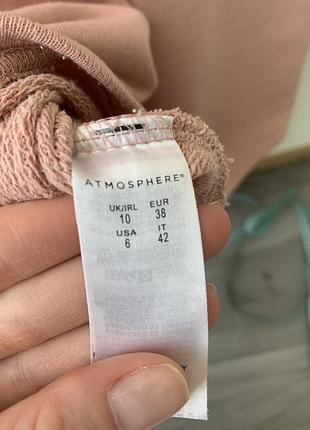 ATMOSPHERE®
UK/IRL EUR
10 38
USA IT
6 42